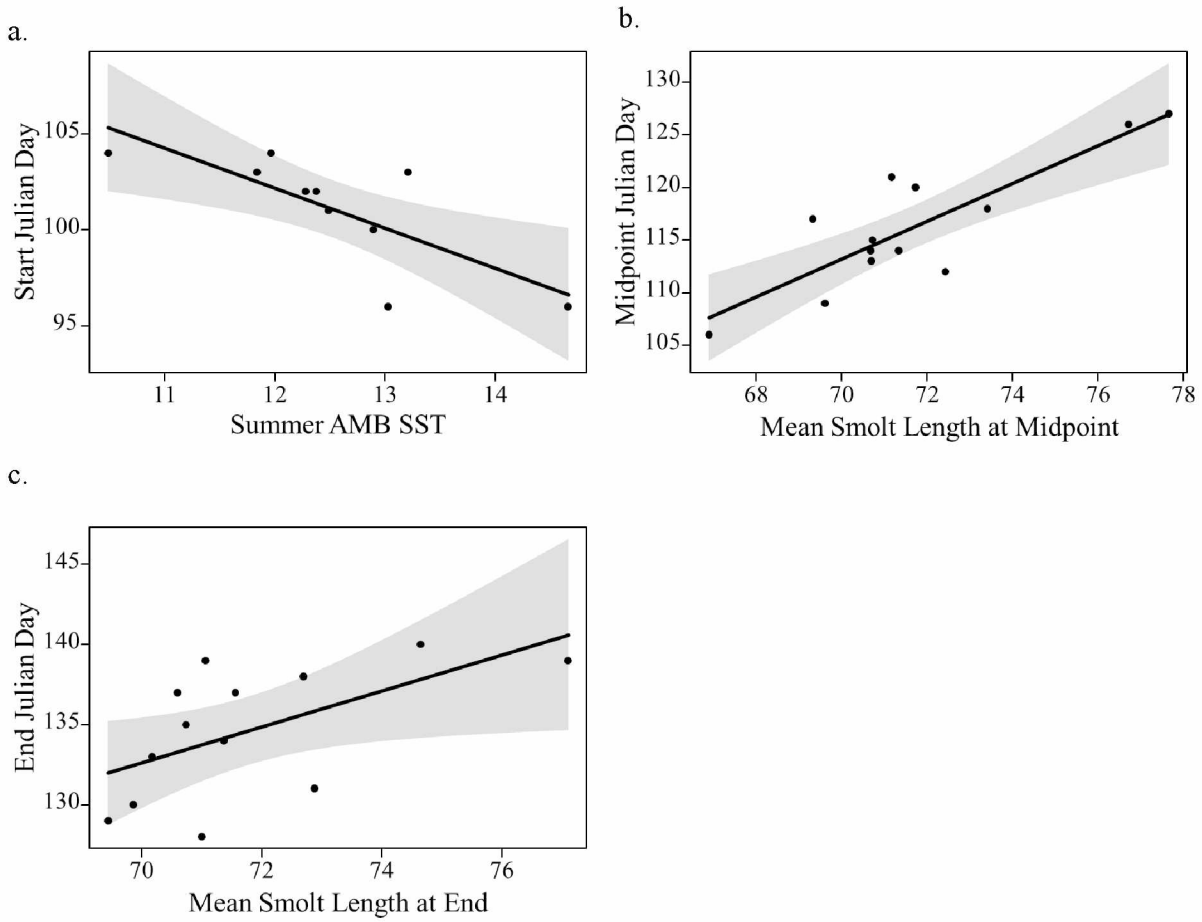 a.
Start Julian Day
105
100
95
11 12 13 14
Summer AMB SST
b.
Midpoint Julian Day
130
125
120
115
110
105
68 70 72 74 76 78
Mean Smolt Length at Midpoint
c.
End Julian Day
145
140
135
130
70 72 74 76
Mean Smolt Length at End